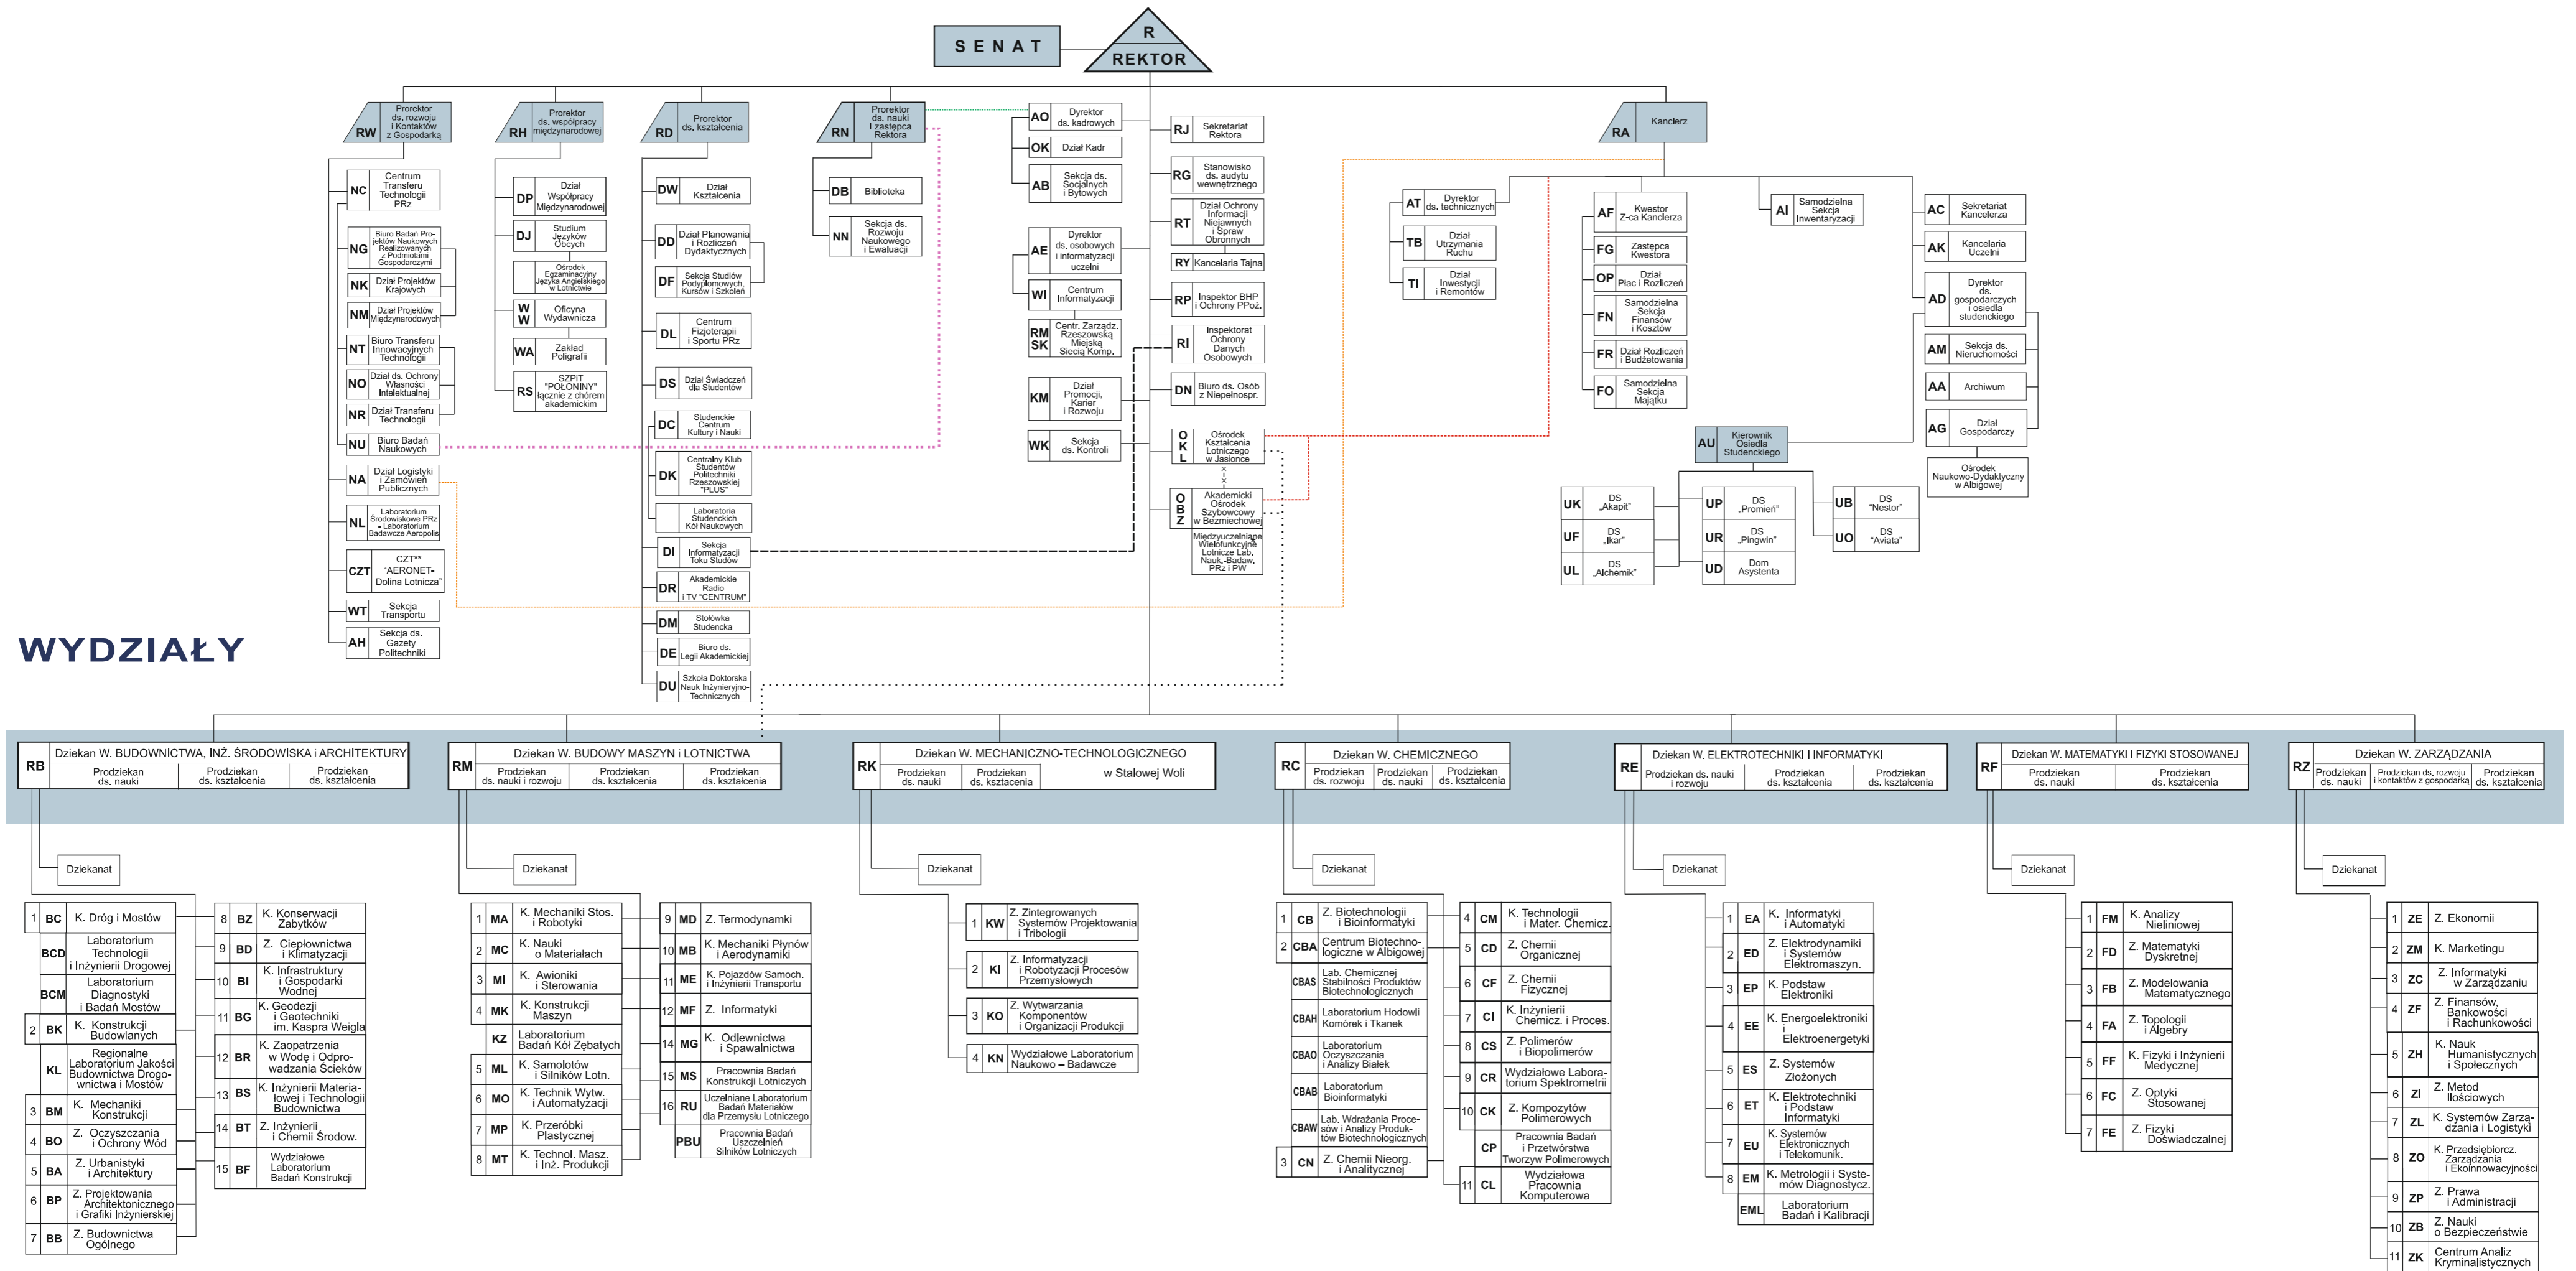 SENAT
R
REKTOR
RW
Prorektor
ds. rozwoju
i Kontaktów
z Gospodarką
RH
Prorektor
ds. współpracy
międzynarodowej
RD
Prorektor
ds. kształcenia
RN
Prorektor
ds. nauki
I zastępca
Rektora
RA
Kanclerz
NC
Centrum
Transferu
Technologii
PRz
NG
Biuro Badań Pro-
jektów Naukowych
Realizowanych
z Podmiotami
Gospodarczymi
NK
Dział Projektów
Krajowych
NM
Dział Projektów
Międzynarodowych
NT
Biuro Transferu
Innowacyjnych
Technologii
NO
Dział ds. Ochrony
Własności
Intelektualnej
NR
Dział Transferu
Technologii
NU
Biuro Badań
Naukowych
NA
Dział Logistyki
i Zamówień
Publicznych
NL
Laboratorium
Środowiskowe PRz
- Laboratorium
Badawcze Aeropolis
CZT
CZT**
"AERONET-
Dolina Lotnicza"
WT
Sekcja
Transportu
AH
Sekcja ds.
Gazety
Politechniki
DP
Dział
Współpracy
Międzynarodowej
DJ
Studium
Języków
Obcych
Ośrodek
Egzaminacyjny
Języka Angielskiego
w Lotnictwie
W
W
Oficyna
Wydawnicza
WA
Zakład
Poligrafii
RS
SZPiT
"POŁONINY"
łącznie z chórem
akademickim
DW
Dział
Kształcenia
DD
Dział Planowania
i Rozliczeń
Dydaktycznych
DF
Sekcja Studiów
Podyplomowych,
Kursów i Szkoleń
DL
Centrum
Fizjoterapii
i Sportu PRz
DS
Dział Świadczeń
dla Studentów
DC
Studenckie
Centrum
Kultury i Nauki
DK
Centralny Klub
Studentów
Politechniki
Rzeszowskiej
"PLUS"
Laboratoria
Studenckich
Kół Naukowych
DI
Sekcja
Informatyzacji
Toku Studów
DR
Akademickie
Radio
i TV "CENTRUM"
DM
Stołówka
Studencka
DE
Biuro ds.
Legii Akademickiej
DU
Szkoła Doktorska
Nauk Inżynieryjno-
Technicznych
DB
Biblioteka
NN
Sekcja ds.
Rozwoju
Naukowego
i Ewaluacji
AO
Dyrektor
ds. kadrowych
OK
Dział Kadr
AB
Sekcja ds.
Socjalnych
i Bytowych
AE
Dyrektor
ds. osobowych
i informatyzacji
uczelni
WI
Centrum
Informatyzacji
RM
SK
Centr. Zarządz.
Rzeszowską
Miejską
Siecią Komp.
KM
Dział
Promocji,
Karier
i Rozwoju
WK
Sekcja
ds. Kontroli
RJ
Sekretariat
Rektora
RG
Stanowisko
ds. audytu
wewnętrznego
RT
Dział Ochrony
Informacji
Niejawnych
i Spraw
Obronnych
RY
Kancelaria Tajna
RP
Inspektor BHP
i Ochrony PPoż.
RI
Inspektorat
Ochrony
Danych
Osobowych
DN
Biuro ds. Osób
z Niepełnospr.
O
K
L
Ośrodek
Kształcenia
Lotniczego
w Jasionce
O
B
Z
Akademicki
Ośrodek
Szybowcowy
w Bezmiechowej
Międzyuczelniane
Wielofunkcyjne
Lotnicze Lab.
Nauk.-Badaw.
PRz i PW
AT
Dyrektor
ds. technicznych
TB
Dział
Utrzymania
Ruchu
TI
Dział
Inwestycji
i Remontów
AF
Kwestor
Z-ca Kanclerza
FG
Zastępca
Kwestora
OP
Dział
Płac i Rozliczeń
FN
Samodzielna
Sekcja
Finansów
i Kosztów
FR
Dział Rozliczeń
i Budżetowania
FO
Samodzielna
Sekcja
Majątku
AI
Samodzielna
Sekcja
Inwentaryzacji
AC
Sekretariat
Kancelerza
AK
Kancelaria
Uczelni
AD
Dyrektor
ds.
gospodarczych
i osiedla
studenckiego
AM
Sekcja ds.
Nieruchomości
AA
Archiwum
AG
Dział
Gospodarczy
Ośrodek
Naukowo-Dydaktyczny
w Albigowej
AU
Kierownik
Osiedla
Studenckiego
UK
DS
„Akapit"
UF
DS
„Ikar"
UL
DS
„Alchemik"
UP
DS
„Promień"
UR
DS
„Pingwin"
UD
Dom
Asystenta
UB
DS
"Nestor"
UO
DS
"Aviata"
WYDZIAŁY
RB
Dziekan W. BUDOWNICTWA, INŻ. ŚRODOWISKA i ARCHITEKTURY
Prodziekan
ds. nauki
Prodziekan
ds. kształcenia
Prodziekan
ds. kształcenia
RM
Dziekan W. BUDOWY MASZYN i LOTNICTWA
Prodziekan
ds. nauki i rozwoju
Prodziekan
ds. kształcenia
Prodziekan
ds. kształcenia
RK
Dziekan W. MECHANICZNO-TECHNOLOGICZNEGO
w Stalowej Woli
Prodziekan
ds. nauki
Prodziekan
ds. kształcenia
RC
Dziekan W. CHEMICZNEGO
Prodziekan
ds. rozwoju
Prodziekan
ds. nauki
Prodziekan
ds. kształcenia
RE
Dziekan W. ELEKTROTECHNIKI I INFORMATYKI
Prodziekan ds. nauki
i rozwoju
Prodziekan
ds. kształcenia
Prodziekan
ds. kształcenia
RF
Dziekan W. MATEMATYKI I FIZYKI STOSOWANEJ
Prodziekan
ds. nauki
Prodziekan
ds. kształcenia
RZ
Dziekan W. ZARZĄDZANIA
Prodziekan
ds. nauki
Prodziekan ds. rozwoju
i kontaktów z gospodarką
Prodziekan
ds. kształcenia
Dziekanat
Dziekanat
Dziekanat
Dziekanat
Dziekanat
Dziekanat
Dziekanat
1 BC K. Dróg i Mostów
BCD
Laboratorium
Technologii
i Inżynierii Drogowej
BCM
Laboratorium
Diagnostyki
i Badań Mostów
2 BK K. Konstrukcji
Budowlanych
KL
Regionalne
Laboratorium Jakości
Budownictwa Drogo-
wnictwa i Mostów
3 BM K. Mechaniki
Konstrukcji
4 BO Z. Oczyszczania
i Ochrony Wód
5 BA Z. Urbanistyki
i Architektury
6 BP Z. Projektowania
Architektonicznego
i Grafiki Inżynierskiej
7 BB Z. Budownictwa
Ogólnego
8 BZ K. Konserwacji
Zabytków
9 BD Z. Ciepłownictwa
i Klimatyzacji
10 BI K. Infrastruktury
i Gospodarki
Wodnej
11 BG K. Geodezji
i Geotechniki
im. Kaspra Weigla
12 BR K. Zaopatrzenia
w Wodę i Odpro-
wadzania Ścieków
13 BS K. Inżynierii Materia-
łowej i Technologii
Budownictwa
14 BT Z. Inżynierii
i Chemii Środow.
15 BF Wydziałowe
Laboratorium
Badań Konstrukcji
1 MA K. Mechaniki Stos.
i Robotyki
2 MC K. Nauki
o Materiałach
3 MI K. Awioniki
i Sterowania
4 MK K. Konstrukcji
Maszyn
KZ Laboratorium
Badań Kół Zębatych
5 ML K. Samolotów
i Silników Lotn.
6 MO K. Technik Wytw.
i Automatyzacji
7 MP K. Przeróbki
Plastycznej
8 MT K. Technol. Masz.
i Inż. Produkcji
9 MD Z. Termodynamki
10 MB K. Mechaniki Płynów
i Aerodynamiki
11 ME K. Pojazdów Samoch.
i Inżynierii Transportu
12 MF Z. Informatyki
14 MG K. Odlewnictwa
i Spawalnictwa
15 MS Pracownia Badań
Konstrukcji Lotniczych
16 RU Uczelniane Laboratorium
Badań Materiałów
dla Przemysłu Lotniczego
PBU Pracownia Badań
Uszczelnień
Silników Lotniczych
1 KW Z. Zintegrowanych
Systemów Projektowania
i Tribologii
2 KI Z. Informatyzacji
i Robotyzacji Procesów
Przemysłowych
3 KO Z. Wytwarzania
Komponentów
i Organizacji Produkcji
4 KN Wydziałowe Laboratorium
Naukowo – Badawcze
1 CB Z. Biotechnologii
i Bioinformatyki
2 CBA Centrum Biotechno-
logiczne w Albigowej
CBAS Lab. Chemicznej
Stabilności Produktów
Biotechnologicznych
CBAH Laboratorium Hodowli
Komórek i Tkanek
CBAO Laboratorium
Oczyszczania
i Analizy Białek
CBAB Laboratorium
Bioinformatyki
CBAW Lab. Wdrażania Proce-
sów i Analizy Produk-
tów Biotechnologicznych
3 CN Z. Chemii Nieorg.
i Analitycznej
4 CM K. Technologii
i Mater. Chemicz.
5 CD Z. Chemii
Organicznej
6 CF Z. Chemii
Fizycznej
7 CI K. Inżynierii
Chemicz. i Proces.
8 CS Z. Polimerów
i Biopolimerów
9 CR Wydziałowe Labora-
torium Spektrometrii
10 CK Z. Kompozytów
Polimerowych
CP Pracownia Badań
i Przetwórstwa
Tworzyw Polimerowych
11 CL Wydziałowa
Pracownia
Komputerowa
1 EA K. Informatyki
i Automatyki
2 ED Z. Elektrodynamiki
i Systemów
Elektromaszyn.
3 EP K. Podstaw
Elektroniki
4 EE K. Energoelektroniki
i
Elektroenergetyki
5 ES Z. Systemów
Złożonych
6 ET K. Elektrotechniki
i Podstaw
Informatyki
7 EU K. Systemów
Elektronicznych
i Telekomunik.
8 EM K. Metrologii i Syste-
mów Diagnostycz.
EML Laboratorium
Badań i Kalibracji
1 FM K. Analizy
Nieliniowej
2 FD Z. Matematyki
Dyskretnej
3 FB Z. Modelowania
Matematycznego
4 FA Z. Topologii
i Algebry
5 FF K. Fizyki i Inżynierii
Medycznej
6 FC Z. Optyki
Stosowanej
7 FE Z. Fizyki
Doświadczalnej
1 ZE Z. Ekonomii
2 ZM K. Marketingu
3 ZC Z. Informatyki
w Zarządzaniu
4 ZF Z. Finansów,
Bankowości
i Rachunkowości
5 ZH K. Nauk
Humanistycznych
i Społecznych
6 ZI Z. Metod
Ilościowych
7 ZL K. Systemów Zarzą-
dzania i Logistyki
8 ZO K. Przedsiębiorcz.
Zarządzania
i Ekoinnowacyjności
9 ZP Z. Prawa
i Administracji
10 ZB Z. Nauki
o Bezpieczeństwie
11 ZK Centrum Analiz
Kryminalistycznych